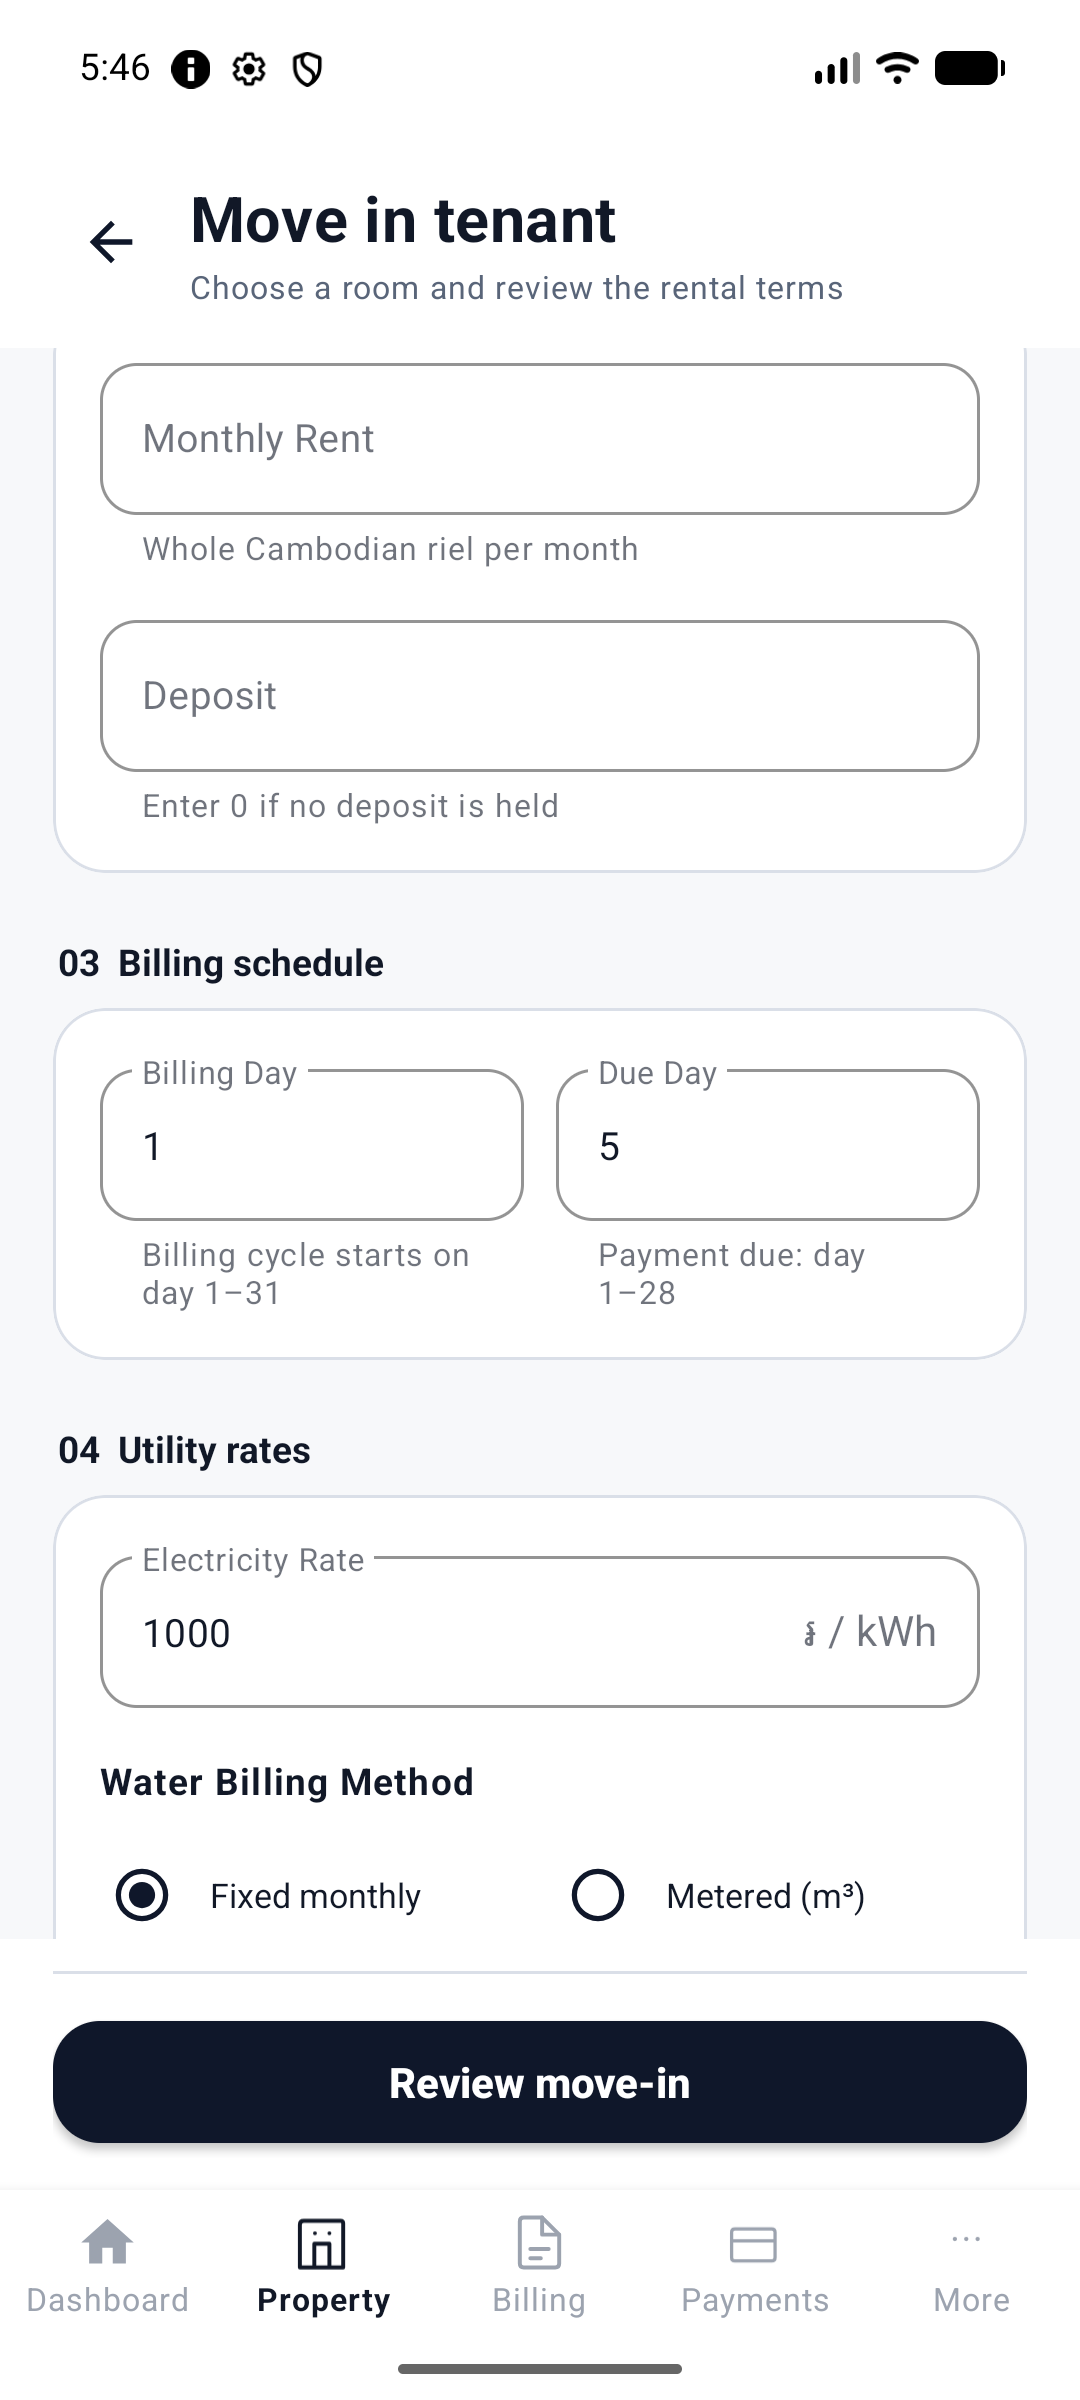 5:46
Move in tenant
Choose a room and review the rental terms
Monthly Rent
Whole Cambodian riel per month
Deposit
Enter 0 if no deposit is held
03 Billing schedule
Billing Day
1
Billing cycle starts on
day 1–31
Due Day
5
Payment due: day
1–28
04 Utility rates
Electricity Rate
1000 ៛ / kWh
Water Billing Method
Fixed monthly
Metered (m³)
Review move-in
Dashboard
Property
Billing
Payments
More